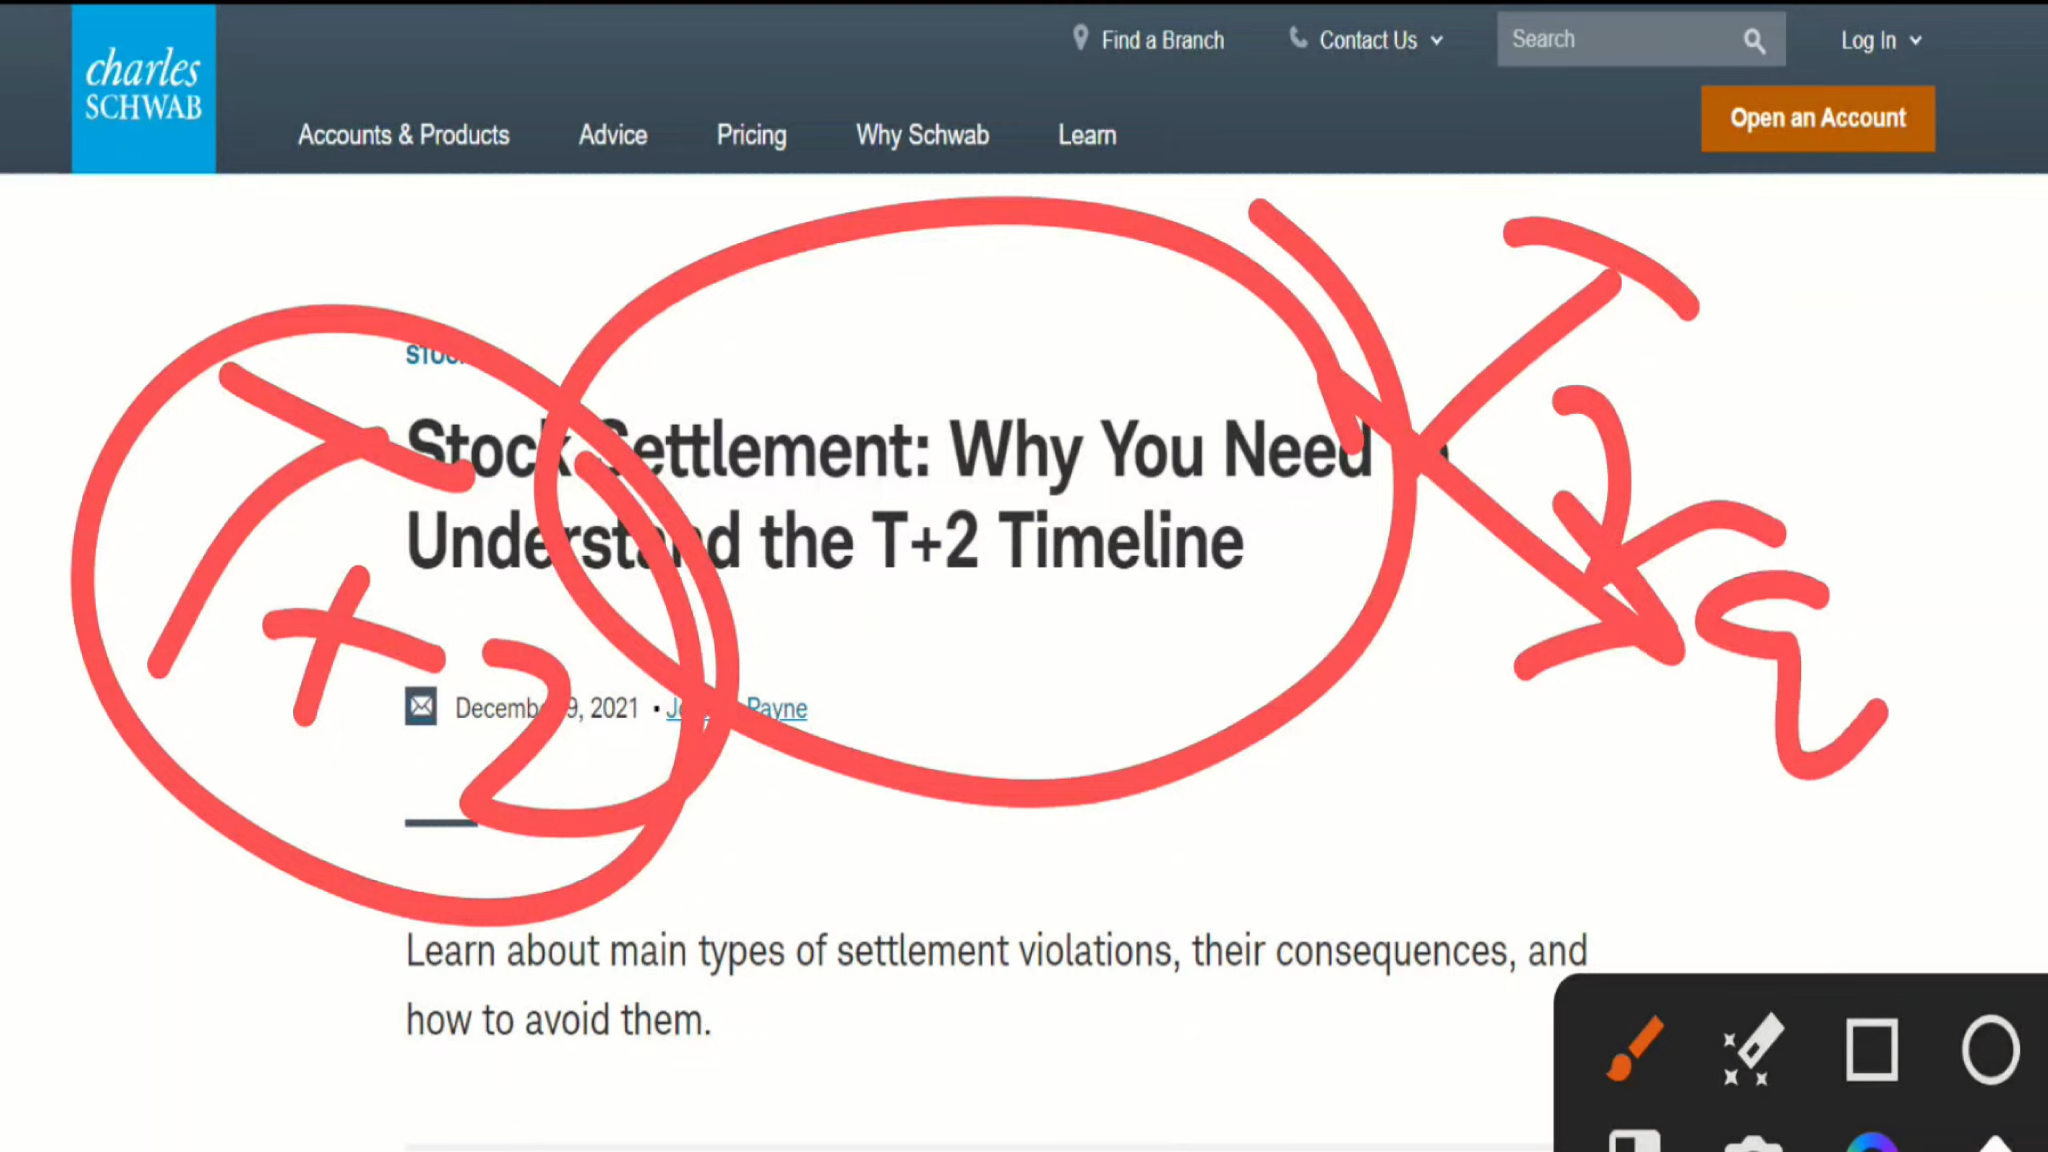 charles
SCHWAB
Find a Branch
Contact Us
Search
Log In
Accounts & Products
Advice
Pricing
Why Schwab
Learn
Open an Account
Stock Settlement: Why You Need
Understand the T+2 Timeline
T+2
2021 • Payne
Learn about main types of settlement violations, their consequences, and
how to avoid them.